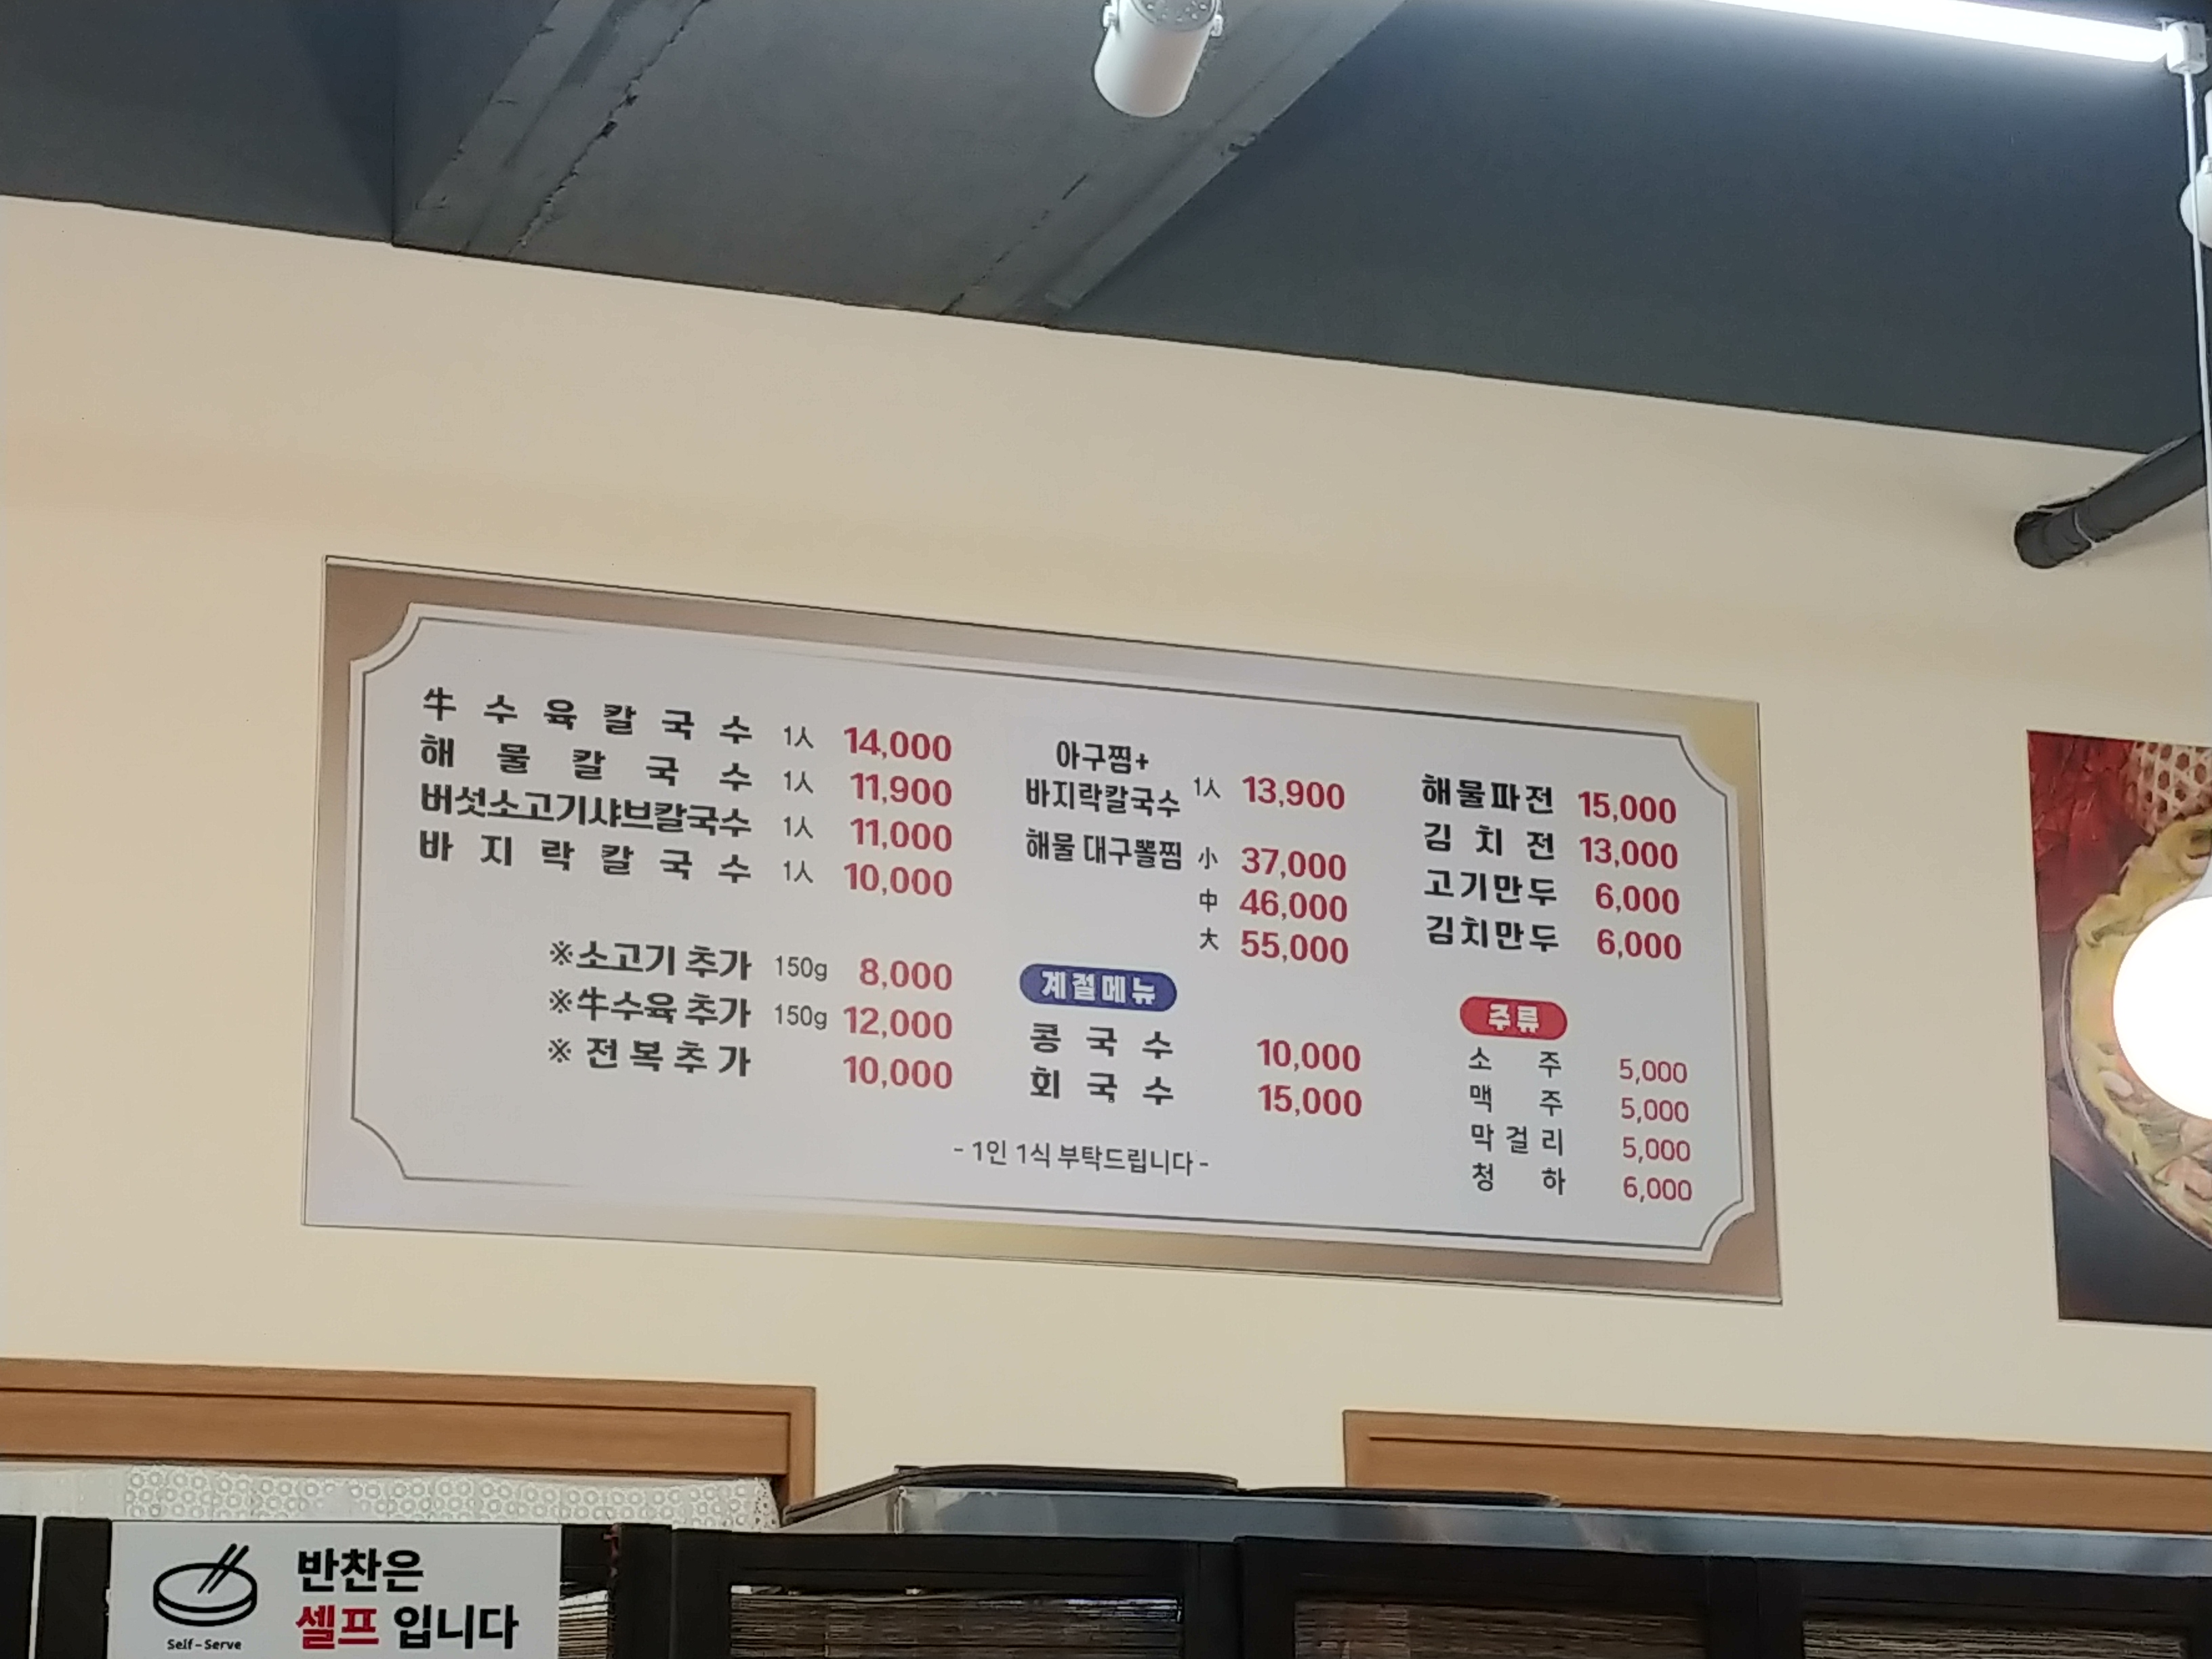 牛수육칼국수 1人 14,000
해물칼국수 1人 11,900
버섯소고기샤브칼국수 1人 11,000
바지락칼국수 1人 10,000
※소고기 추가 150g 8,000
※牛수육 추가 150g 12,000
※전복추가 10,000
아구찜+
바지락칼국수 1人 13,900
해물 대구뽈찜 小 37,000
中 46,000
大 55,000
계절메뉴
콩국수 10,000
회국수 15,000
해물파전 15,000
김치전 13,000
고기만두 6,000
김치만두 6,000
주류
소주 5,000
맥주 5,000
막걸리 5,000
청하 6,000
- 1인 1식 부탁드립니다 -
반찬은
셀프 입니다
Self-Serve